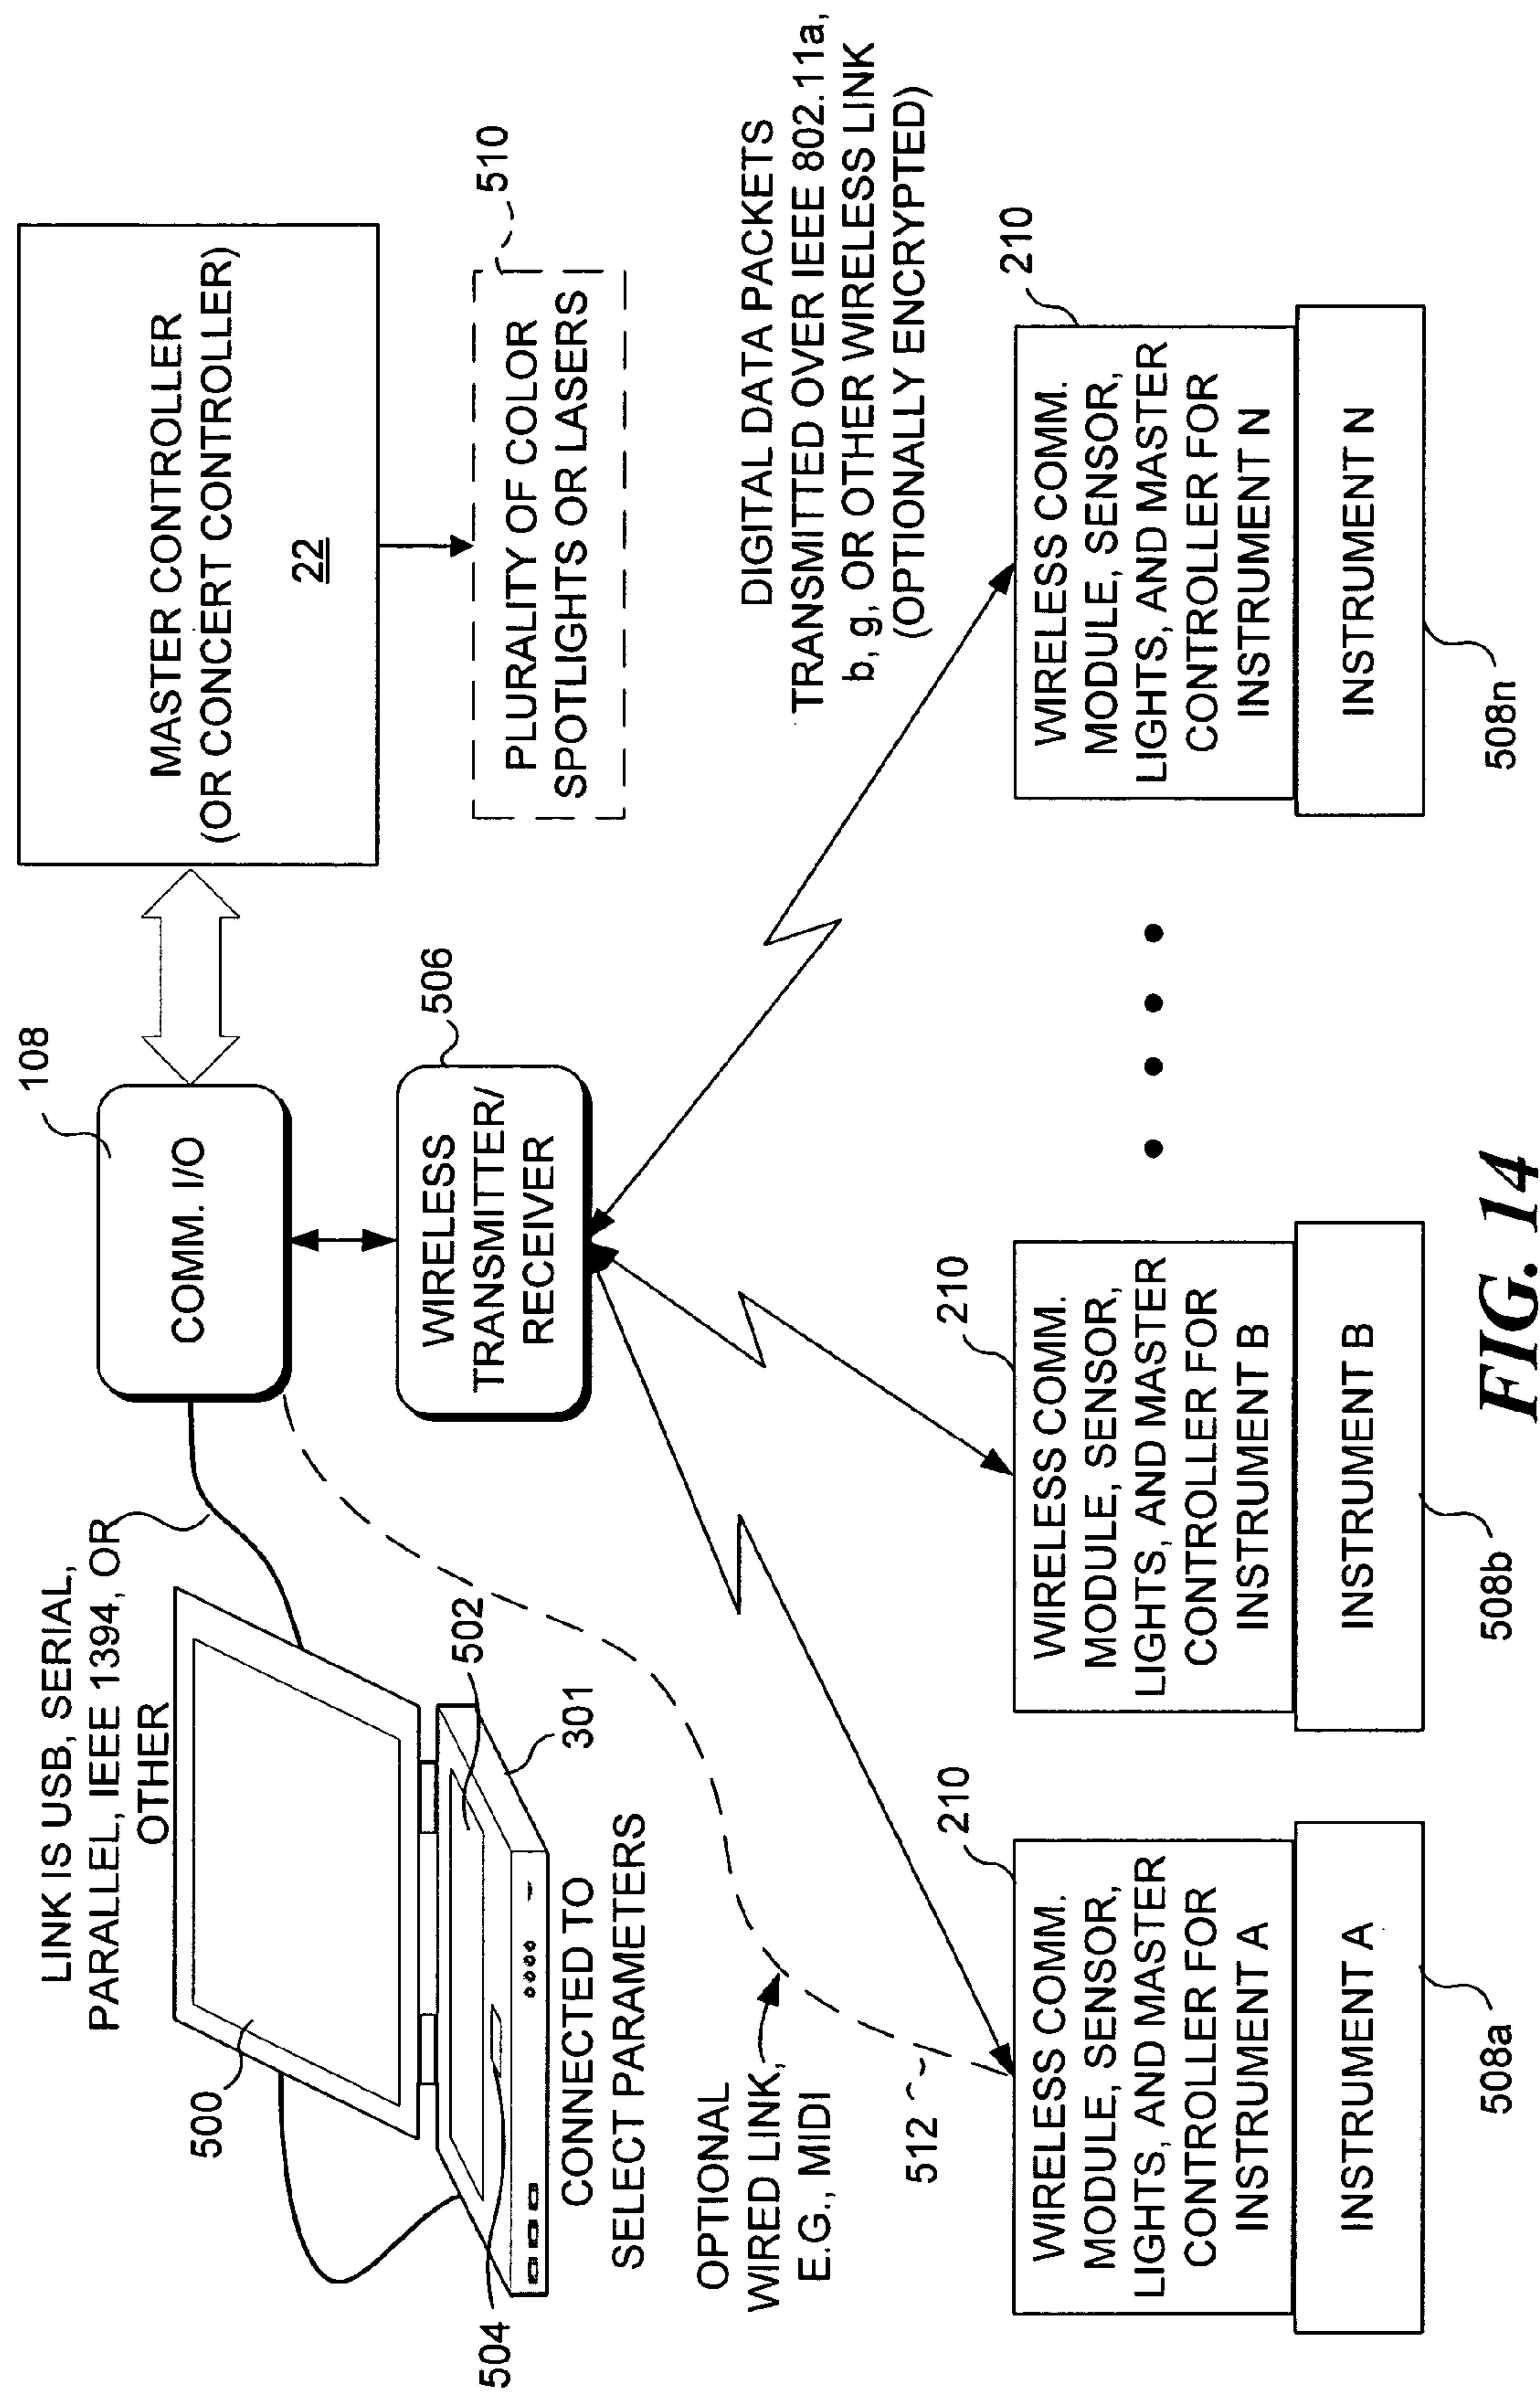 LINK IS USB, SERIAL,
PARALLEL, IEEE 1394, OR
OTHER
108
COMM. I/O
MASTER CONTROLLER
(OR CONCERT CONTROLLER)
22
500
502
504
301
CONNECTED TO
SELECT PARAMETERS
506
WIRELESS
TRANSMITTER/
RECEIVER
510
PLURALITY OF COLOR
SPOTLIGHTS OR LASERS
OPTIONAL
WIRED LINK,
E.G., MIDI
512
DIGITAL DATA PACKETS
TRANSMITTED OVER IEEE 802.11a,
b, g, OR OTHER WIRELESS LINK
(OPTIONALLY ENCRYPTED)
210
WIRELESS COMM.
MODULE, SENSOR,
LIGHTS, AND MASTER
CONTROLLER FOR
INSTRUMENT A
INSTRUMENT A
508a
210
WIRELESS COMM.
MODULE, SENSOR,
LIGHTS, AND MASTER
CONTROLLER FOR
INSTRUMENT B
INSTRUMENT B
508b
210
WIRELESS COMM.
MODULE, SENSOR,
LIGHTS, AND MASTER
CONTROLLER FOR
INSTRUMENT N
INSTRUMENT N
508n
FIG. 14